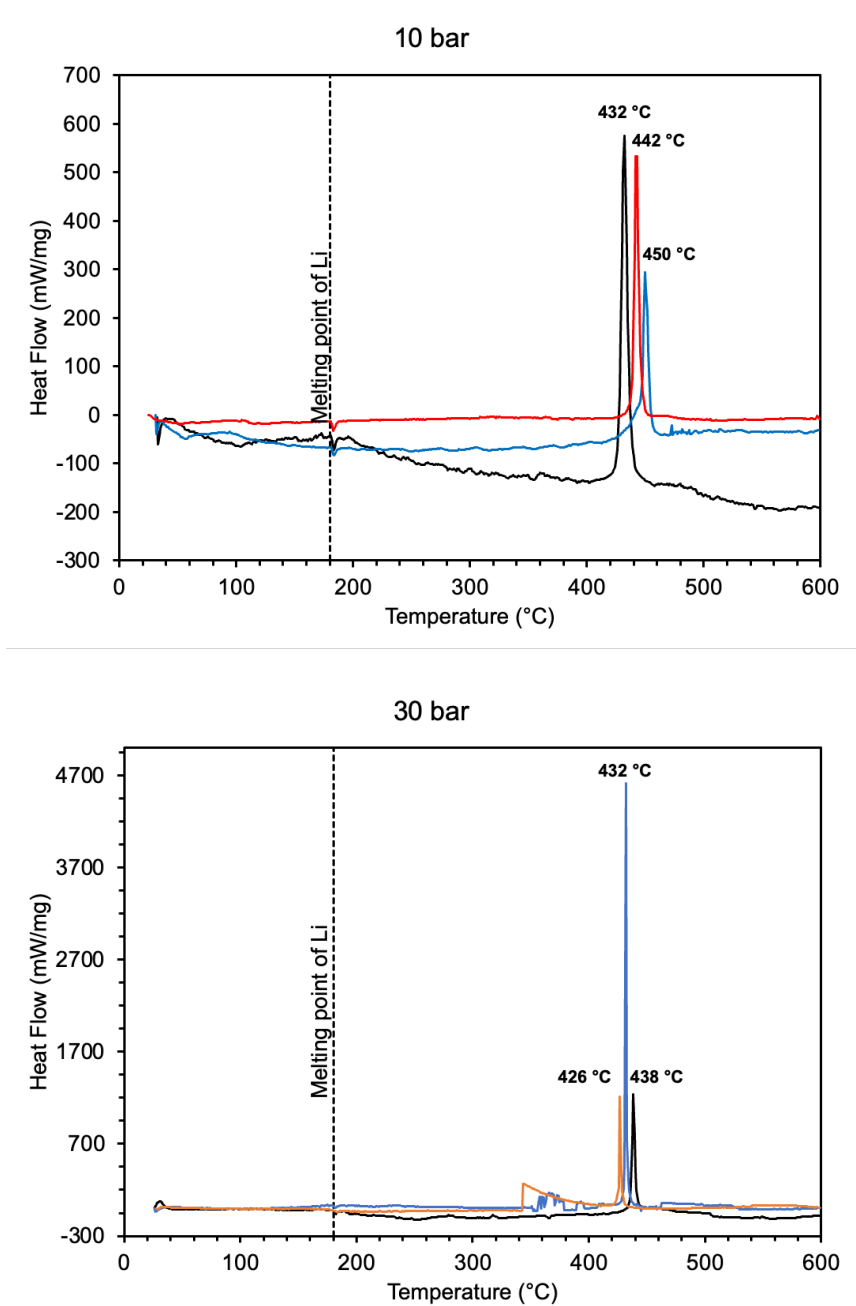 10 bar
700
600
500
400
300
200
100
0
-100
-200
-300
Heat Flow (mW/mg)
Melting point of Li
432 °C
442 °C
450 °C
0 100 200 300 400 500 600
Temperature (°C)
30 bar
4700
3700
2700
1700
700
-300
Heat Flow (mW/mg)
Melting point of Li
432 °C
426 °C 438 °C
0 100 200 300 400 500 600
Temperature (°C)